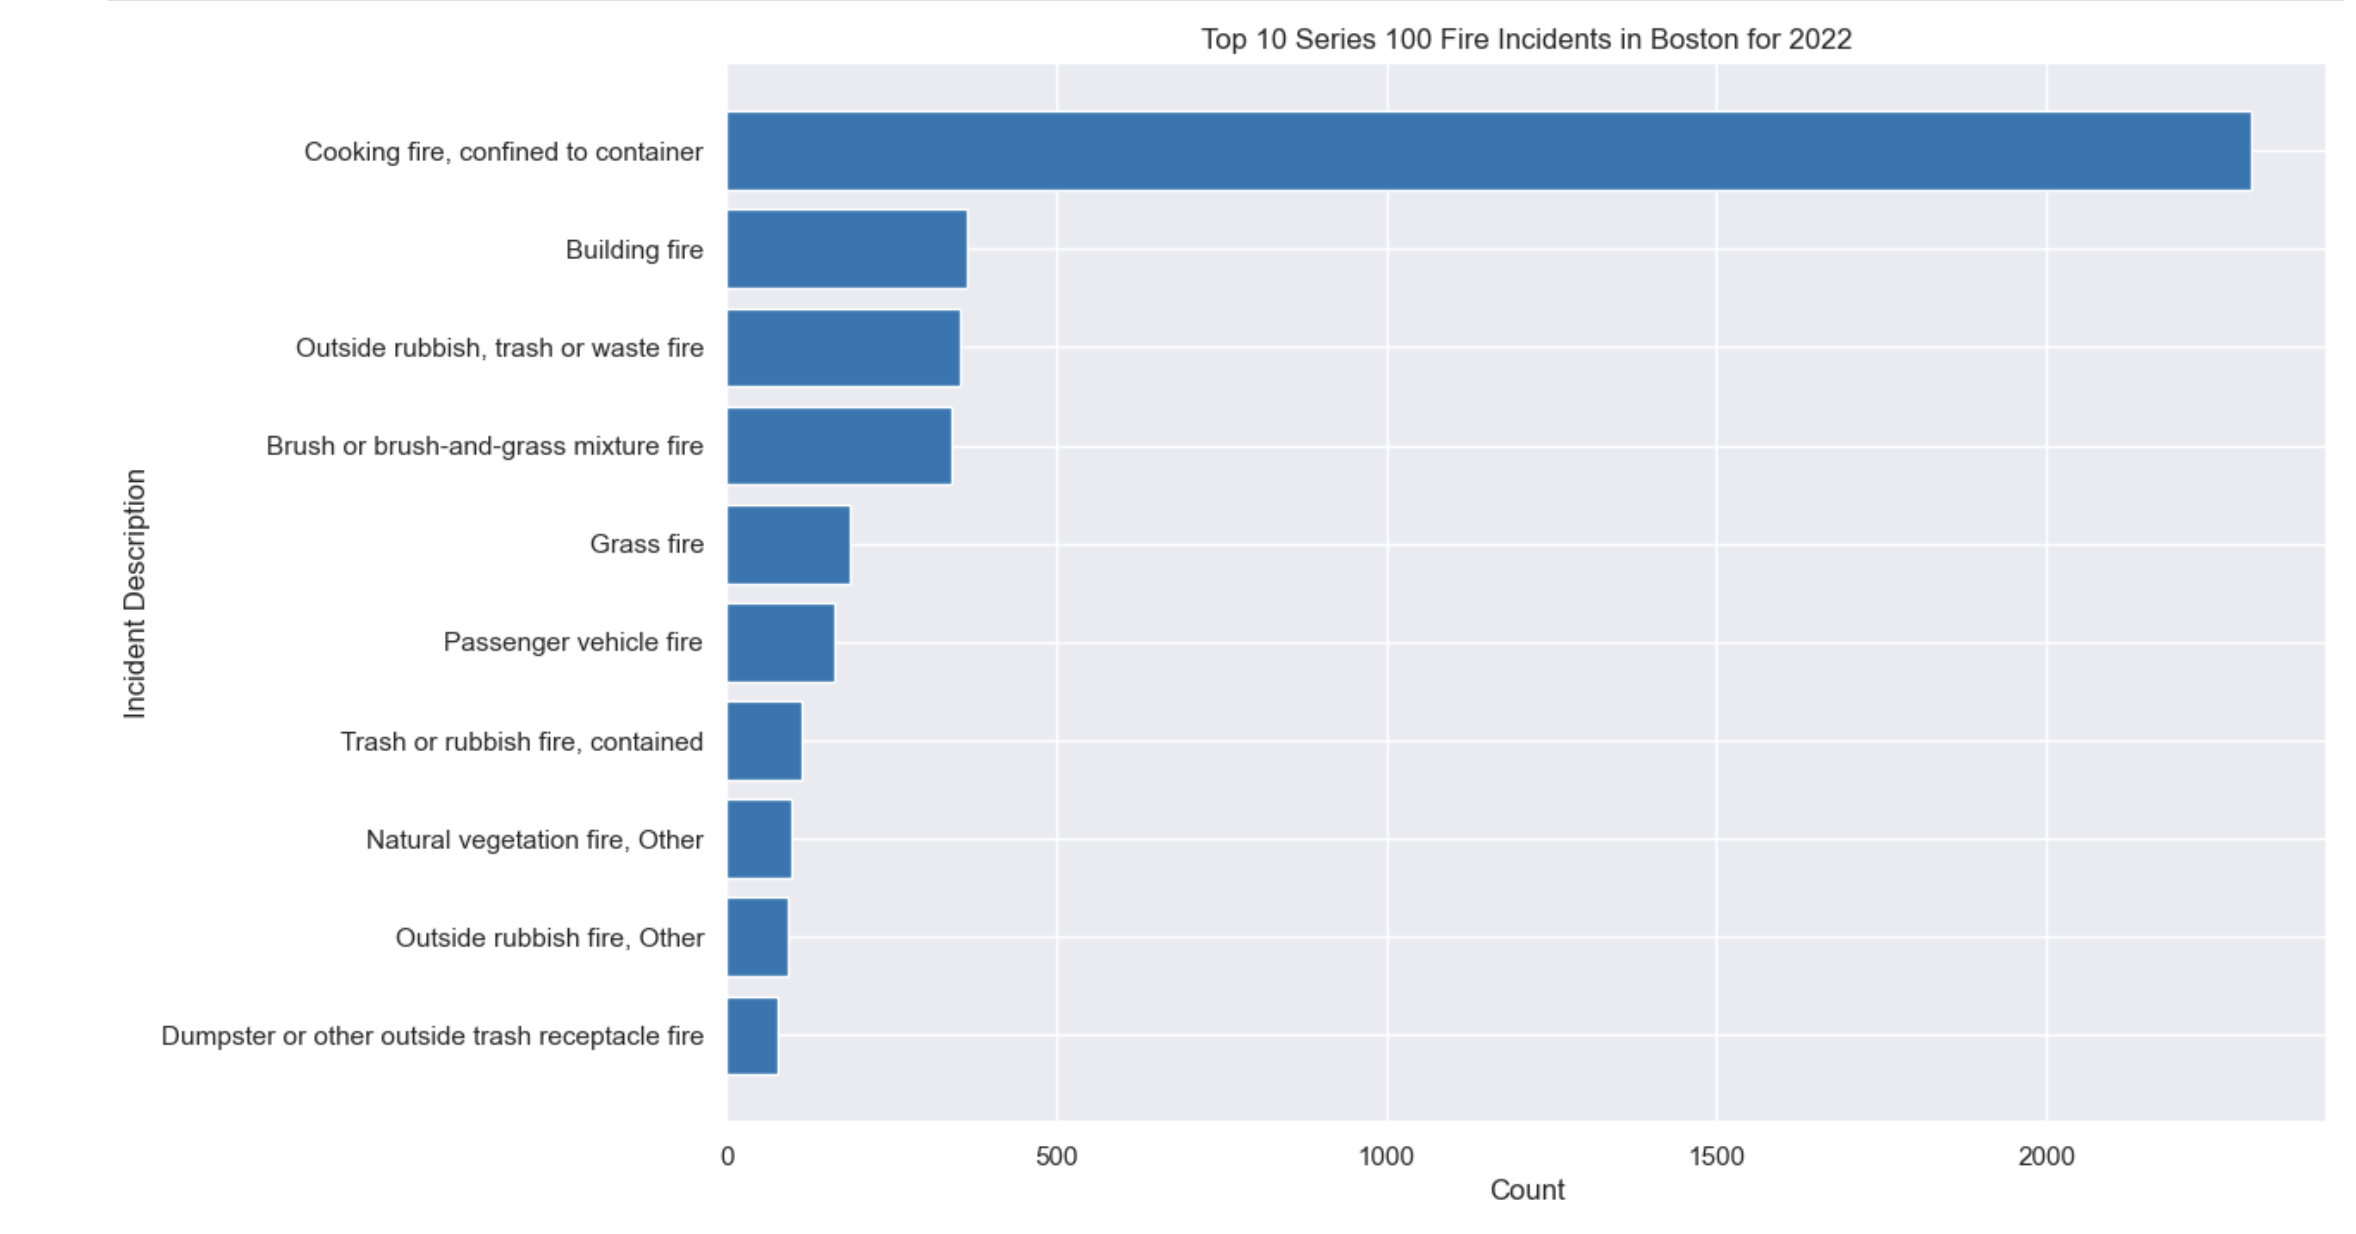 Top 10 Series 100 Fire Incidents in Boston for 2022
Incident Description
Cooking fire, confined to container
Building fire
Outside rubbish, trash or waste fire
Brush or brush-and-grass mixture fire
Grass fire
Passenger vehicle fire
Trash or rubbish fire, contained
Natural vegetation fire, Other
Outside rubbish fire, Other
Dumpster or other outside trash receptacle fire
0 500 1000 1500 2000
Count